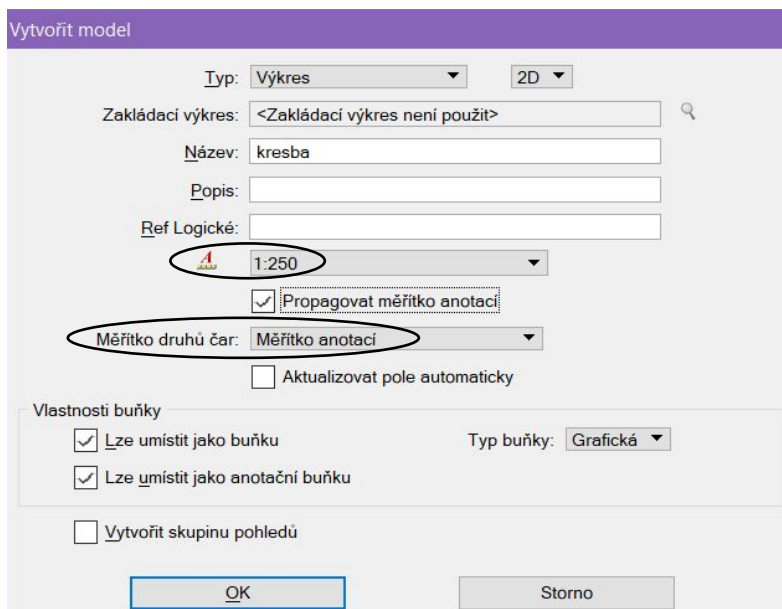 Vytvořit model
Typ: Výkres 2D
Zakládací výkres: <Zakládací výkres není použit>
Název: kresba
Popis:
Ref Logické:
A 1:250
Propagovat měřítko anotací
Měřítko druhů čar: Měřítko anotací
Aktualizovat pole automaticky
Vlastnosti buňky
Lze umístit jako buňku Typ buňky: Grafická
Lze umístit jako anotační buňku
Vytvořit skupinu pohledů
OK Storno